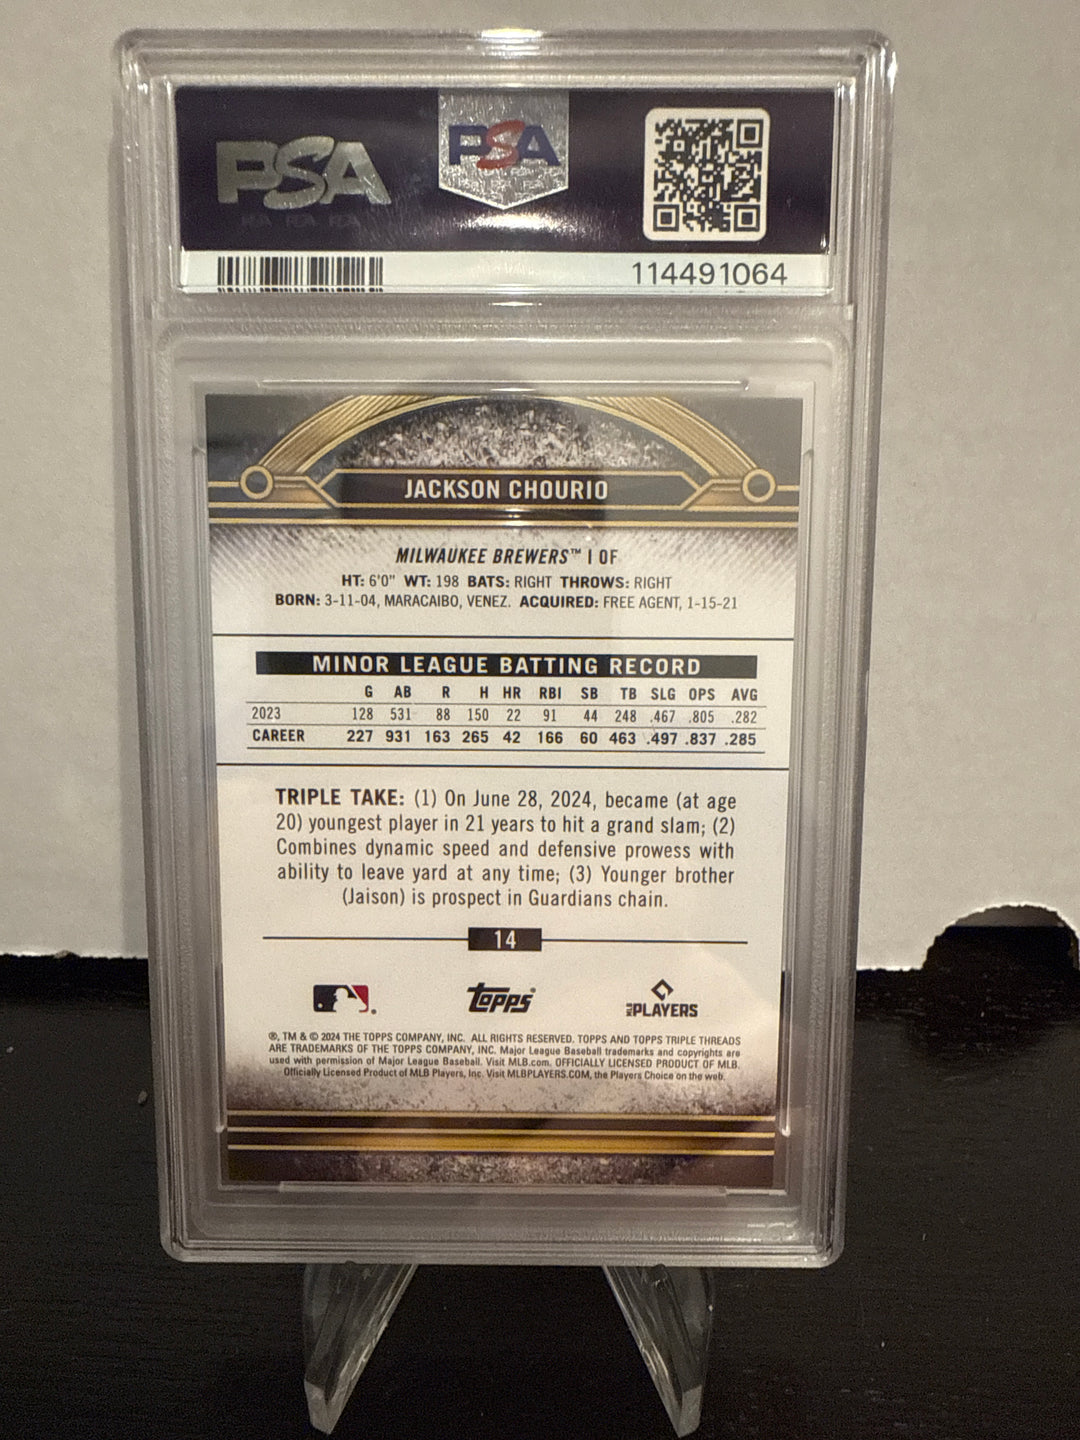 PSA
PSA
114491064
JACKSON CHOURIO
MILWAUKEE BREWERS™ | OF
HT: 6'0" WT: 198 BATS: RIGHT THROWS: RIGHT
BORN: 3-11-04, MARACAIBO, VENEZ. ACQUIRED: FREE AGENT, 1-15-21
MINOR LEAGUE BATTING RECORD
G AB R H HR RBI SB TB SLG OPS AVG
2023 128 531 88 150 22 91 44 248 .467 .805 .282
CAREER 227 931 163 265 42 166 60 463 .497 .837 .285
TRIPLE TAKE: (1) On June 28, 2024, became (at age
20) youngest player in 21 years to hit a grand slam; (2)
Combines dynamic speed and defensive prowess with
ability to leave yard at any time; (3) Younger brother
(Jaison) is prospect in Guardians chain.
14
Topps®
MLB PLAYERS
®, TM & © 2024 THE TOPPS COMPANY, INC. ALL RIGHTS RESERVED. TOPPS AND TOPPS TRIPLE THREADS
ARE TRADEMARKS OF THE TOPPS COMPANY, INC. Major League Baseball trademarks and copyrights are
used with permission of Major League Baseball. Visit MLB.com. OFFICIALLY LICENSED PRODUCT OF MLB.
Officially Licensed Product of MLB Players, Inc. Visit MLBPLAYERS.COM, the Players Choice on the web.